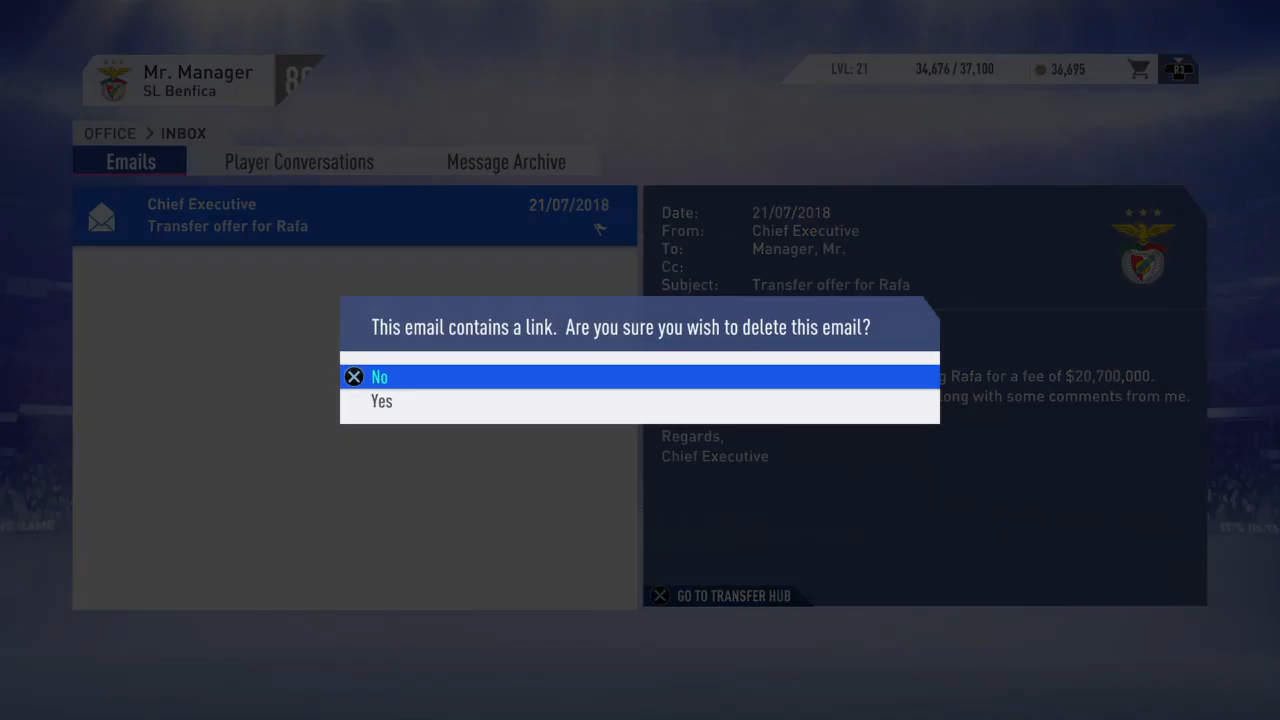 Mr. Manager
SL Benfica
LVL: 21
34,676 / 37,100
36,695
R3
OFFICE > INBOX
Emails
Player Conversations
Message Archive
Chief Executive
21/07/2018
Transfer offer for Rafa
Date: 21/07/2018
From: Chief Executive
To: Manager, Mr.
Cc:
Subject: Transfer offer for Rafa
This email contains a link. Are you sure you wish to delete this email?
No
Yes
Rafa for a fee of $20,700,000.
with some comments from me.
Regards,
Chief Executive
GO TO TRANSFER HUB